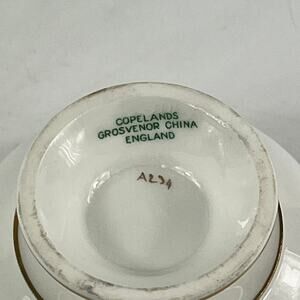 COPELANDS
GROSVENOR CHINA
ENGLAND
A234